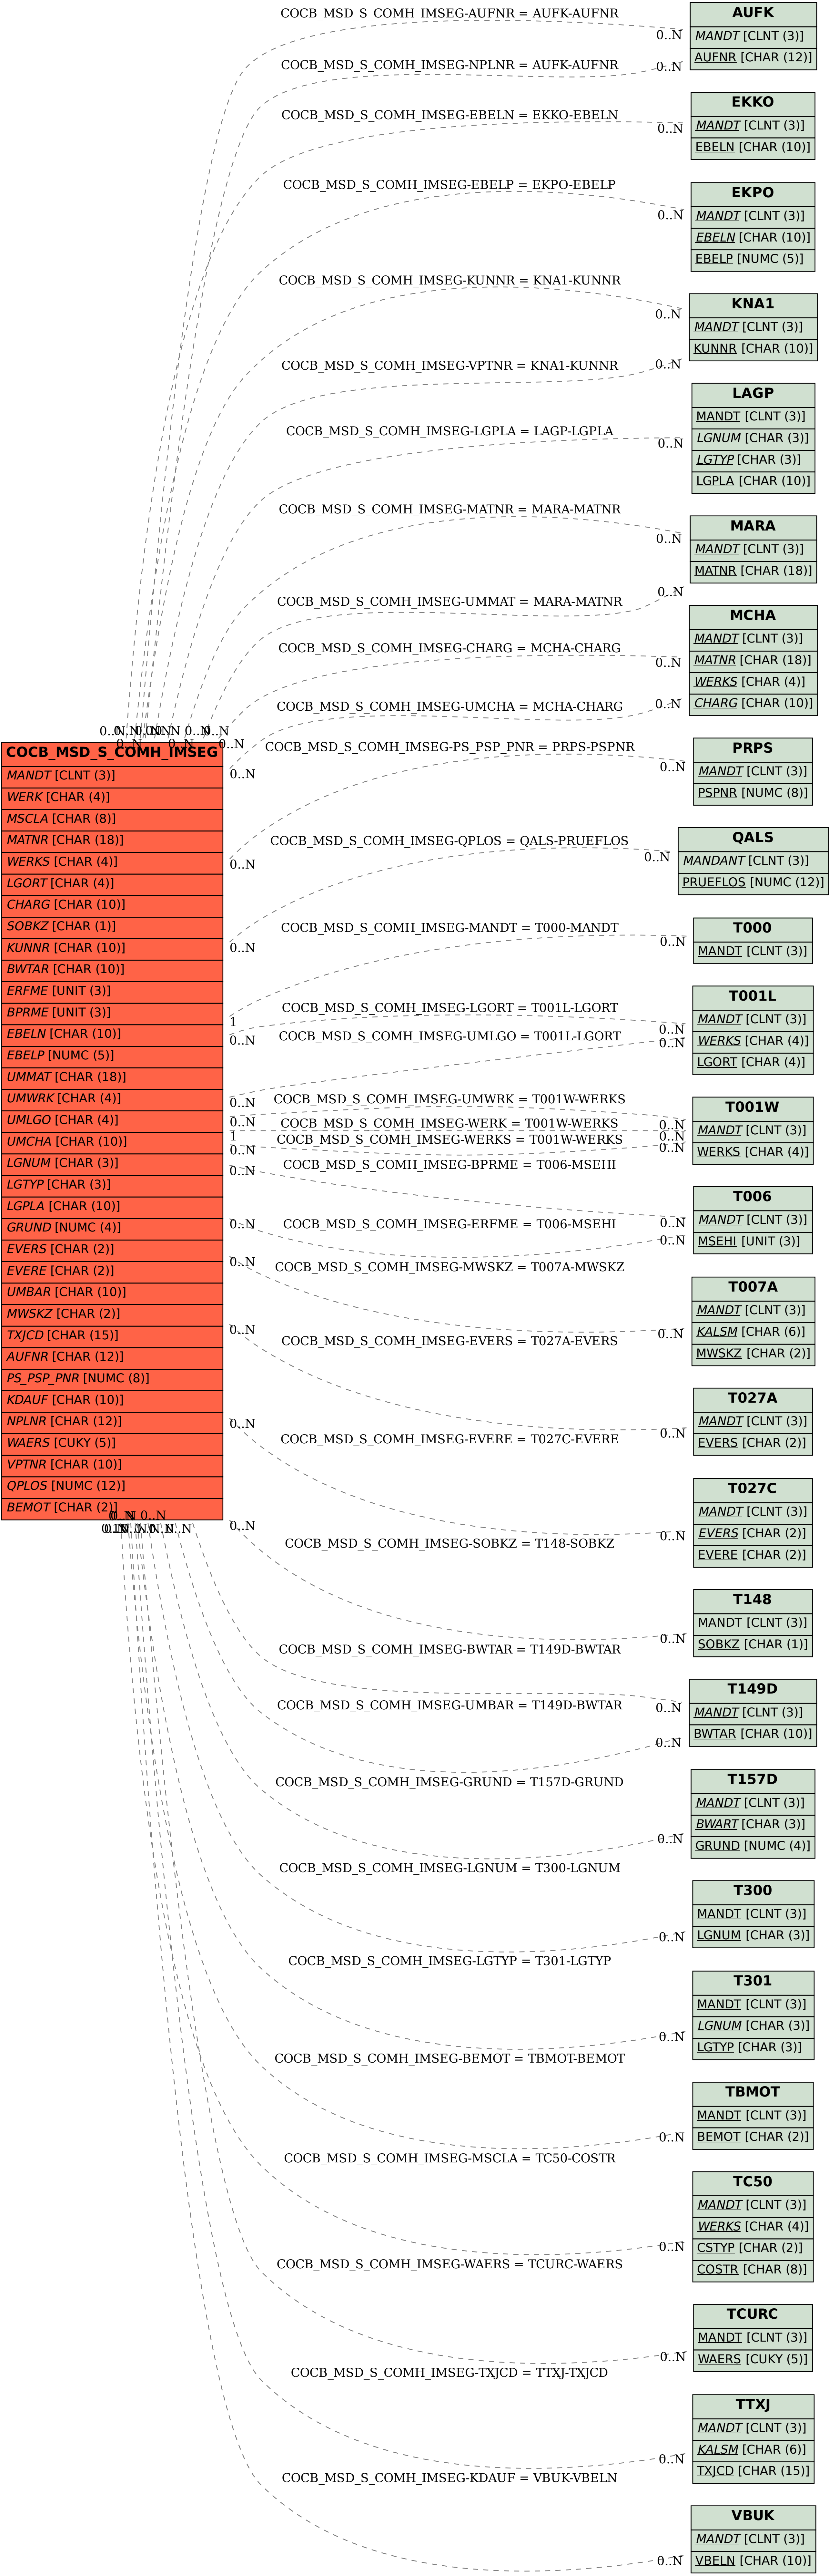 COCB_MSD_S_COMH_IMSEG-AUFNR = AUFK-AUFNR
0..N
COCB_MSD_S_COMH_IMSEG-NPLNR = AUFK-AUFNR
0..N
AUFK
MANDT [CLNT (3)]
AUFNR [CHAR (12)]
COCB_MSD_S_COMH_IMSEG-EBELN = EKKO-EBELN
0..N
EKKO
MANDT [CLNT (3)]
EBELN [CHAR (10)]
COCB_MSD_S_COMH_IMSEG-EBELP = EKPO-EBELP
0..N
EKPO
MANDT [CLNT (3)]
EBELN [CHAR (10)]
EBELP [NUMC (5)]
COCB_MSD_S_COMH_IMSEG-KUNNR = KNA1-KUNNR
0..N
COCB_MSD_S_COMH_IMSEG-VPTNR = KNA1-KUNNR
0..N
KNA1
MANDT [CLNT (3)]
KUNNR [CHAR (10)]
COCB_MSD_S_COMH_IMSEG-LGPLA = LAGP-LGPLA
0..N
LAGP
MANDT [CLNT (3)]
LGNUM [CHAR (3)]
LGTYP [CHAR (3)]
LGPLA [CHAR (10)]
COCB_MSD_S_COMH_IMSEG-MATNR = MARA-MATNR
0..N
COCB_MSD_S_COMH_IMSEG-UMMAT = MARA-MATNR
0..N
MARA
MANDT [CLNT (3)]
MATNR [CHAR (18)]
COCB_MSD_S_COMH_IMSEG-CHARG = MCHA-CHARG
0..N
COCB_MSD_S_COMH_IMSEG-UMCHA = MCHA-CHARG
0..N
MCHA
MANDT [CLNT (3)]
MATNR [CHAR (18)]
WERKS [CHAR (4)]
CHARG [CHAR (10)]
COCB_MSD_S_COMH_IMSEG-PS_PSP_PNR = PRPS-PSPNR
0..N
PRPS
MANDT [CLNT (3)]
PSPNR [NUMC (8)]
COCB_MSD_S_COMH_IMSEG-QPLOS = QALS-PRUEFLOS
0..N
QALS
MANDANT [CLNT (3)]
PRUEFLOS [NUMC (12)]
COCB_MSD_S_COMH_IMSEG-MANDT = T000-MANDT
0..N
T000
MANDT [CLNT (3)]
COCB_MSD_S_COMH_IMSEG
MANDT [CLNT (3)]
WERK [CHAR (4)]
MSCLA [CHAR (8)]
MATNR [CHAR (18)]
WERKS [CHAR (4)]
LGORT [CHAR (4)]
CHARG [CHAR (10)]
SOBKZ [CHAR (1)]
KUNNR [CHAR (10)]
BWTAR [CHAR (10)]
ERFME [UNIT (3)]
BPRME [UNIT (3)]
EBELN [CHAR (10)]
EBELP [NUMC (5)]
UMMAT [CHAR (18)]
UMWRK [CHAR (4)]
UMLGO [CHAR (4)]
UMCHA [CHAR (10)]
LGNUM [CHAR (3)]
LGTYP [CHAR (3)]
LGPLA [CHAR (10)]
GRUND [NUMC (4)]
EVERS [CHAR (2)]
EVERE [CHAR (2)]
UMBAR [CHAR (10)]
MWSKZ [CHAR (2)]
TXJCD [CHAR (15)]
AUFNR [CHAR (12)]
PS_PSP_PNR [NUMC (8)]
KDAUF [CHAR (10)]
NPLNR [CHAR (12)]
WAERS [CUKY (5)]
VPTNR [CHAR (10)]
QPLOS [NUMC (12)]
BEMOT [CHAR (2)]
0..N
0..N
0..N
1
0..N
0..N
0..N
1
0..N
0..N
0..N
0..N
0..N
0..N
0..N
COCB_MSD_S_COMH_IMSEG-LGORT = T001L-LGORT
0..N
COCB_MSD_S_COMH_IMSEG-UMLGO = T001L-LGORT
0..N
T001L
MANDT [CLNT (3)]
WERKS [CHAR (4)]
LGORT [CHAR (4)]
COCB_MSD_S_COMH_IMSEG-UMWRK = T001W-WERKS
0..N
COCB_MSD_S_COMH_IMSEG-WERK = T001W-WERKS
0..N
COCB_MSD_S_COMH_IMSEG-WERKS = T001W-WERKS
0..N
T001W
MANDT [CLNT (3)]
WERKS [CHAR (4)]
COCB_MSD_S_COMH_IMSEG-BPRME = T006-MSEHI
0..N
COCB_MSD_S_COMH_IMSEG-ERFME = T006-MSEHI
0..N
T006
MANDT [CLNT (3)]
MSEHI [UNIT (3)]
COCB_MSD_S_COMH_IMSEG-MWSKZ = T007A-MWSKZ
0..N
T007A
MANDT [CLNT (3)]
KALSM [CHAR (6)]
MWSKZ [CHAR (2)]
COCB_MSD_S_COMH_IMSEG-EVERS = T027A-EVERS
0..N
T027A
MANDT [CLNT (3)]
EVERS [CHAR (2)]
COCB_MSD_S_COMH_IMSEG-EVERE = T027C-EVERE
0..N
T027C
MANDT [CLNT (3)]
EVERS [CHAR (2)]
EVERE [CHAR (2)]
COCB_MSD_S_COMH_IMSEG-SOBKZ = T148-SOBKZ
0..N
T148
MANDT [CLNT (3)]
SOBKZ [CHAR (1)]
COCB_MSD_S_COMH_IMSEG-BWTAR = T149D-BWTAR
0..N
COCB_MSD_S_COMH_IMSEG-UMBAR = T149D-BWTAR
0..N
T149D
MANDT [CLNT (3)]
BWTAR [CHAR (10)]
COCB_MSD_S_COMH_IMSEG-GRUND = T157D-GRUND
0..N
T157D
MANDT [CLNT (3)]
BWART [CHAR (3)]
GRUND [NUMC (4)]
COCB_MSD_S_COMH_IMSEG-LGNUM = T300-LGNUM
0..N
T300
MANDT [CLNT (3)]
LGNUM [CHAR (3)]
COCB_MSD_S_COMH_IMSEG-LGTYP = T301-LGTYP
0..N
T301
MANDT [CLNT (3)]
LGNUM [CHAR (3)]
LGTYP [CHAR (3)]
COCB_MSD_S_COMH_IMSEG-BEMOT = TBMOT-BEMOT
0..N
TBMOT
MANDT [CLNT (3)]
BEMOT [CHAR (2)]
COCB_MSD_S_COMH_IMSEG-MSCLA = TC50-COSTR
0..N
TC50
MANDT [CLNT (3)]
WERKS [CHAR (4)]
CSTYP [CHAR (2)]
COSTR [CHAR (8)]
COCB_MSD_S_COMH_IMSEG-WAERS = TCURC-WAERS
0..N
TCURC
MANDT [CLNT (3)]
WAERS [CUKY (5)]
COCB_MSD_S_COMH_IMSEG-TXJCD = TTXJ-TXJCD
0..N
TTXJ
MANDT [CLNT (3)]
KALSM [CHAR (6)]
TXJCD [CHAR (15)]
COCB_MSD_S_COMH_IMSEG-KDAUF = VBUK-VBELN
0..N
VBUK
MANDT [CLNT (3)]
VBELN [CHAR (10)]